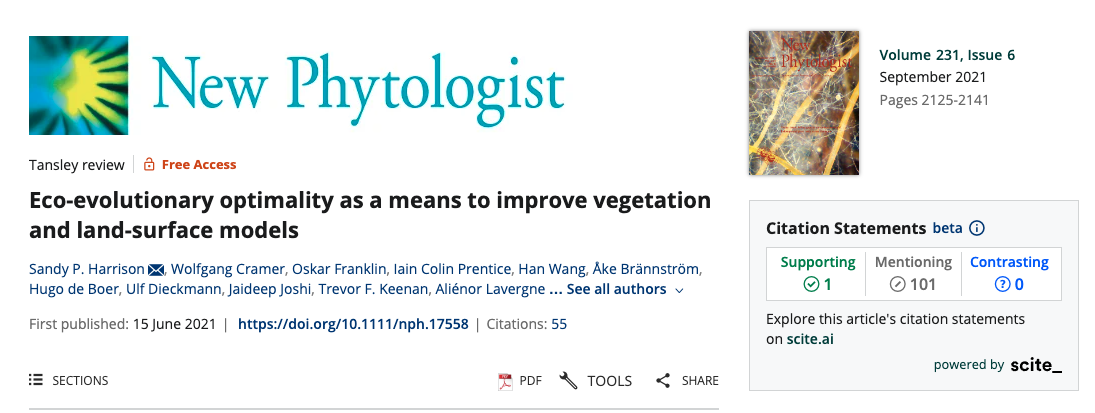 New Phytologist
Tansley review
Free Access
Eco-evolutionary optimality as a means to improve vegetation
and land-surface models
Sandy P. Harrison, Wolfgang Cramer, Oskar Franklin, Iain Colin Prentice, Han Wang, Åke Brännström,
Hugo de Boer, Ulf Dieckmann, Jaideep Joshi, Trevor F. Keenan, Aliénor Lavergne ... See all authors
First published: 15 June 2021 | https://doi.org/10.1111/nph.17558 | Citations: 55
SECTIONS
PDF
TOOLS
SHARE
New
Phytologist
Volume 231, Issue 6
September 2021
Pages 2125-2141
Citation Statements beta
Supporting Mentioning Contrasting
1 101 0
Explore this article's citation statements
on scite.ai
powered by scite_